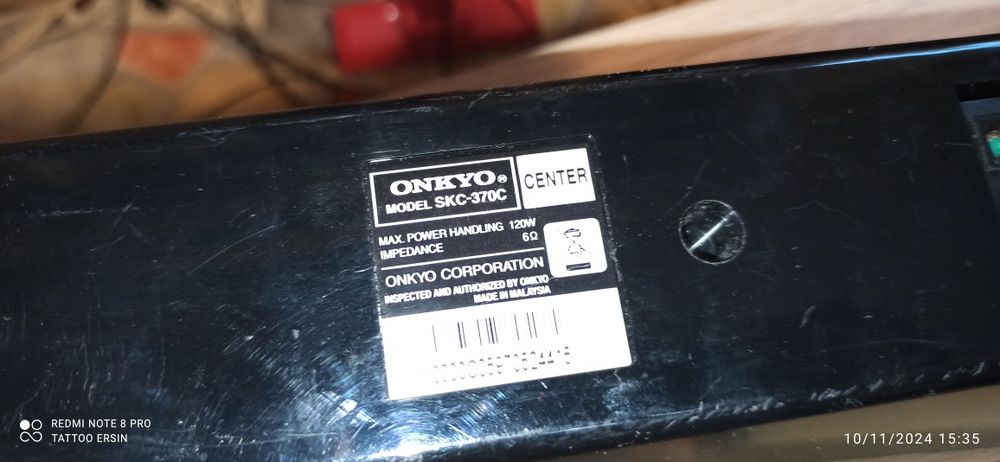 ONKYO®
MODEL SKC-370C
CENTER
MAX. POWER HANDLING 120W
IMPEDANCE 6Ω
ONKYO CORPORATION
INSPECTED AND AUTHORIZED BY ONKYO
MADE IN MALAYSIA
REDMI NOTE 8 PRO
TATTOO ERSIN
10/11/2024 15:35